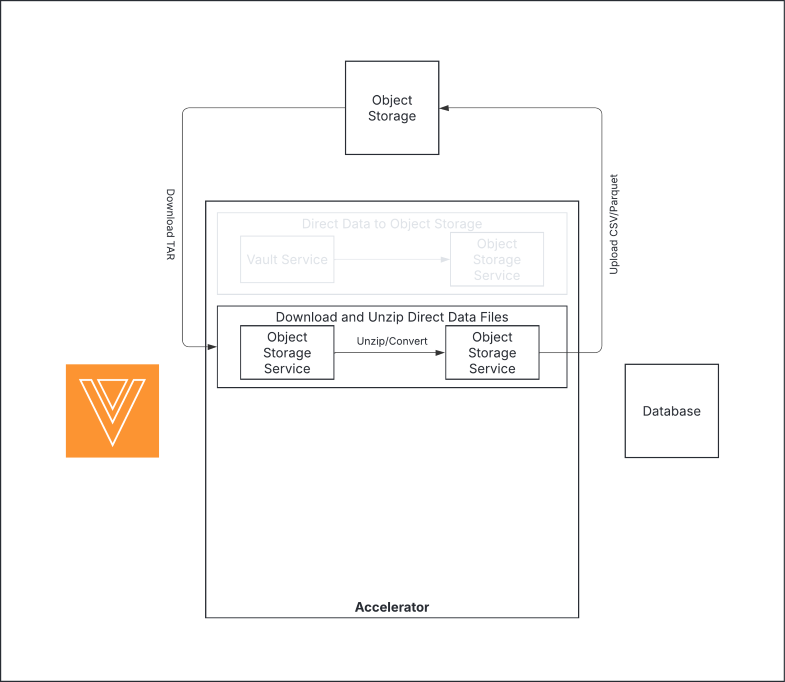 Object
Storage
Download TAR
Upload CSV/Parquet
Direct Data to Object Storage
Vault Service
Object
Storage
Service
Download and Unzip Direct Data Files
Object
Storage
Service
Unzip/Convert
Object
Storage
Service
Database
Accelerator